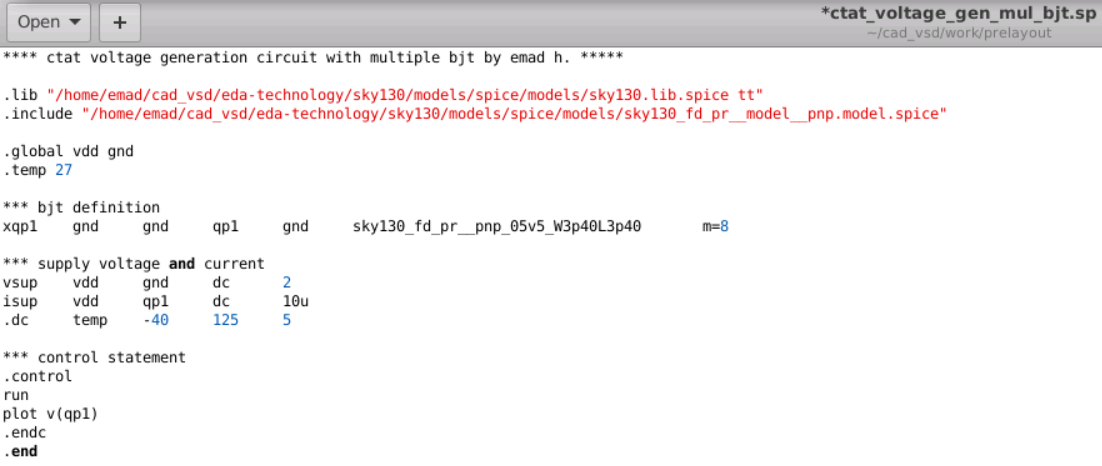 Open
+
*ctat_voltage_gen_mul_bjt.sp
~/cad_vsd/work/prelayout
**** ctat voltage generation circuit with multiple bjt by emad h. *****
.lib "/home/emad/cad_vsd/eda-technology/sky130/models/spice/models/sky130.lib.spice tt"
.include "/home/emad/cad_vsd/eda-technology/sky130/models/spice/models/sky130_fd_pr__model__pnp.model.spice"
.global vdd gnd
.temp 27
*** bjt definition
xqp1 gnd gnd qp1 gnd sky130_fd_pr__pnp_05v5_W3p40L3p40 m=8
*** supply voltage and current
vsup vdd gnd dc 2
isup vdd qp1 dc 10u
.dc temp -40 125 5
*** control statement
.control
run
plot v(qp1)
.endc
.end